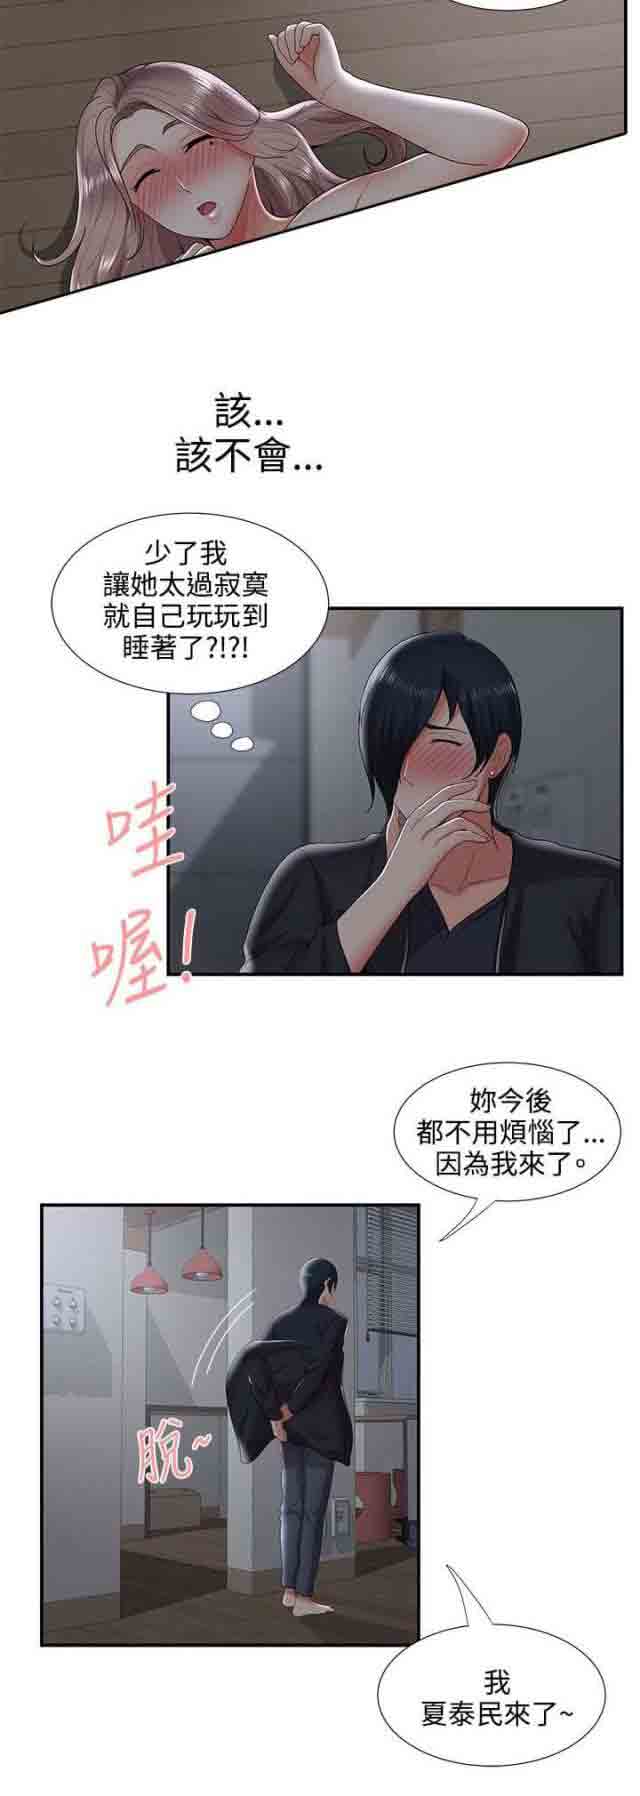 該...
該不會...
少了我
讓她太過寂寞
就自己玩玩到
睡著了?!?!
哇
喔!
妳今後
都不用煩惱了...
因為我來了。
脫~
我
夏泰民來了~